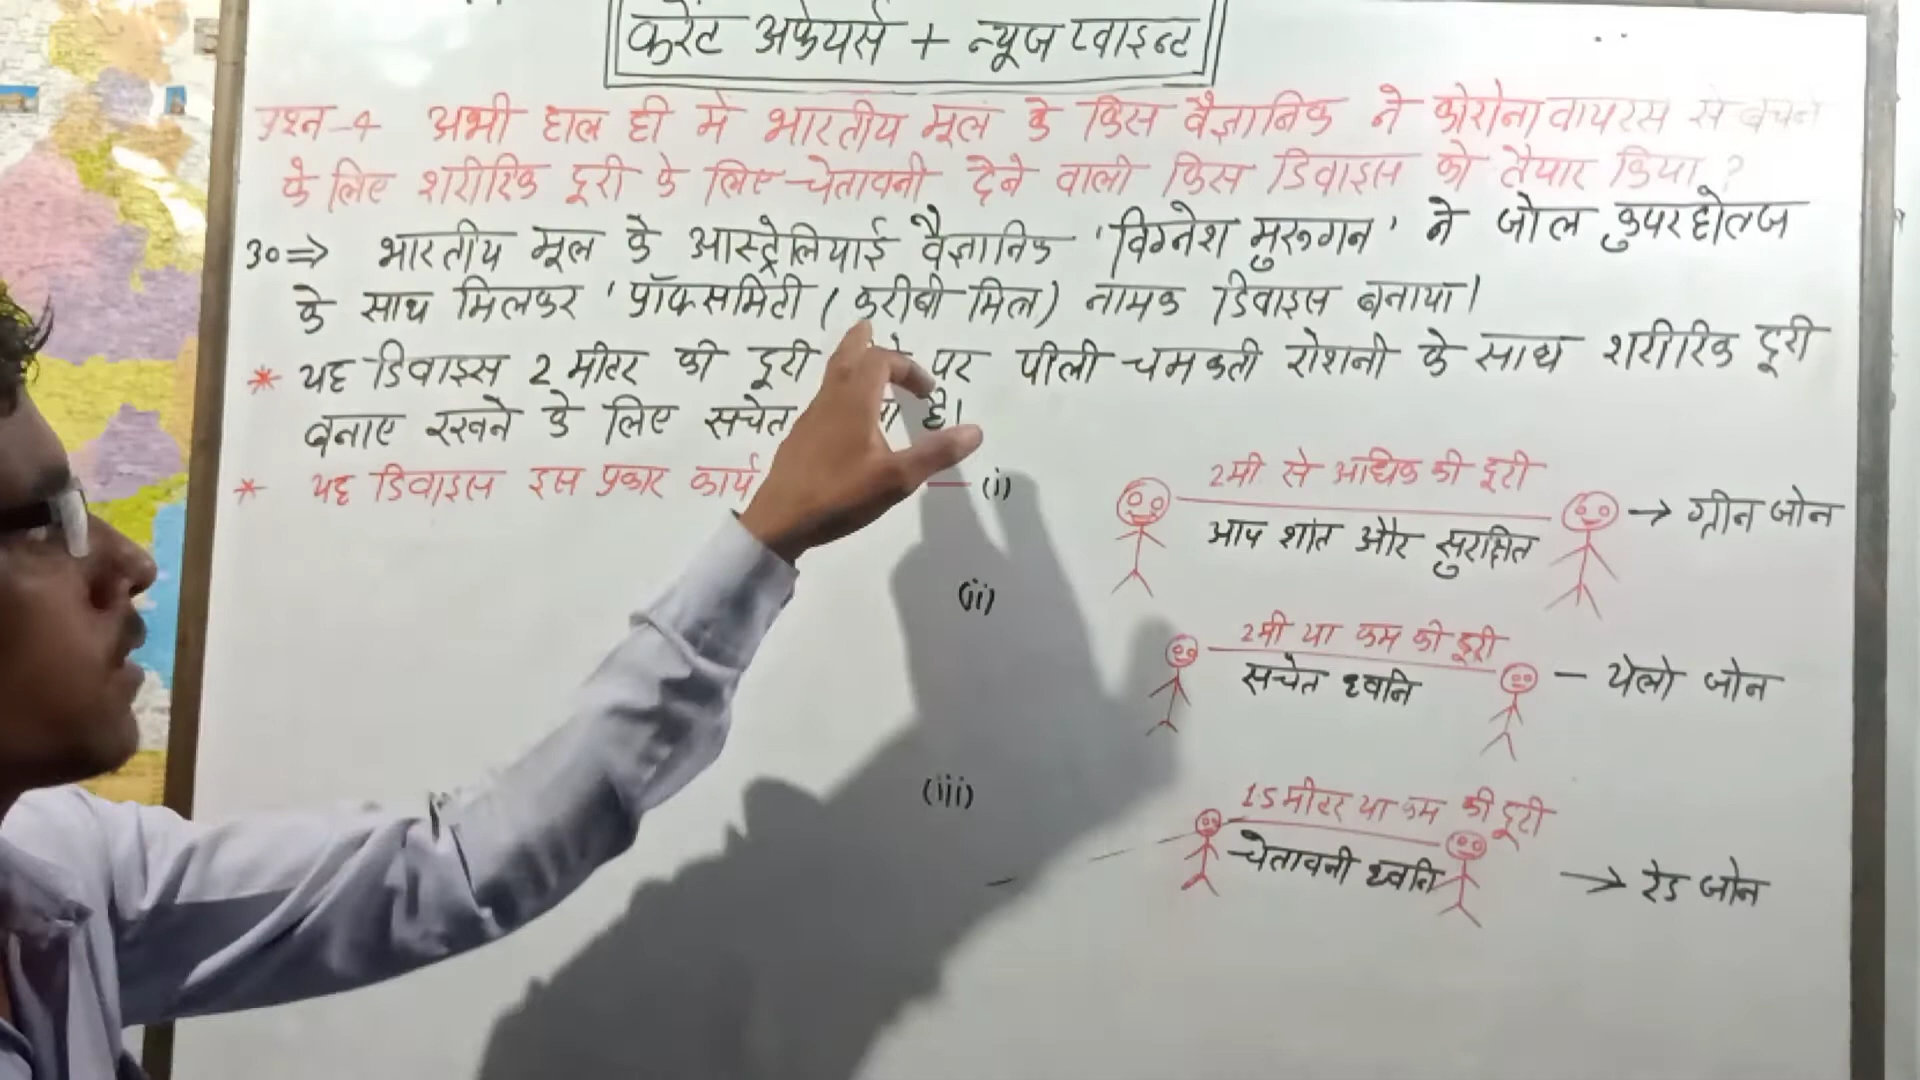 करेंट अफेयर्स + न्यूज प्वाइन्ट
प्रश्न-4 अभी हाल ही में भारतीय मूल के किस वैज्ञानिक ने कोरोना वायरस से बचने
के लिए शारीरिक दूरी के लिए चेतावनी देने वाली किस डिवाइस को तैयार किया?
उ०⇒ भारतीय मूल के आस्ट्रेलियाई वैज्ञानिक 'विग्नेश मुरूगन' ने जोल कुपरहोलज
के साथ मिलकर 'प्रॉक्समिटी (करीबी मिल) नामक डिवाइस बनाया।
* यह डिवाइस 2 मीटर की दूरी पर पीली चमकती रोशनी के साथ शरीरिक दूरी
बनाए रखने के लिए सचेत है।
* यह डिवाइस इस प्रकार कार्य — (i)
2मी. से अधिक की दूरी
आप शांत और सुरक्षित → ग्रीन जोन
(ii)
2मी या कम की दूरी
सचेत ध्वनि – येलो जोन
(iii)
1.5 मीटर या कम की दूरी
चेतावनी ध्वनि → रेड जोन